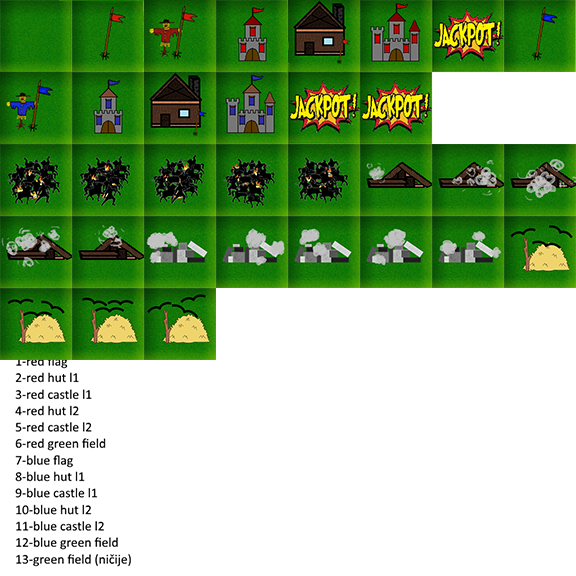 JACKPOT!
JACKPOT! JACKPOT!
1-red flag
2-red hut l1
3-red castle l1
4-red hut l2
5-red castle l2
6-red green field
7-blue flag
8-blue hut l1
9-blue castle l1
10-blue hut l2
11-blue castle l2
12-blue green field
13-green field (ničije)